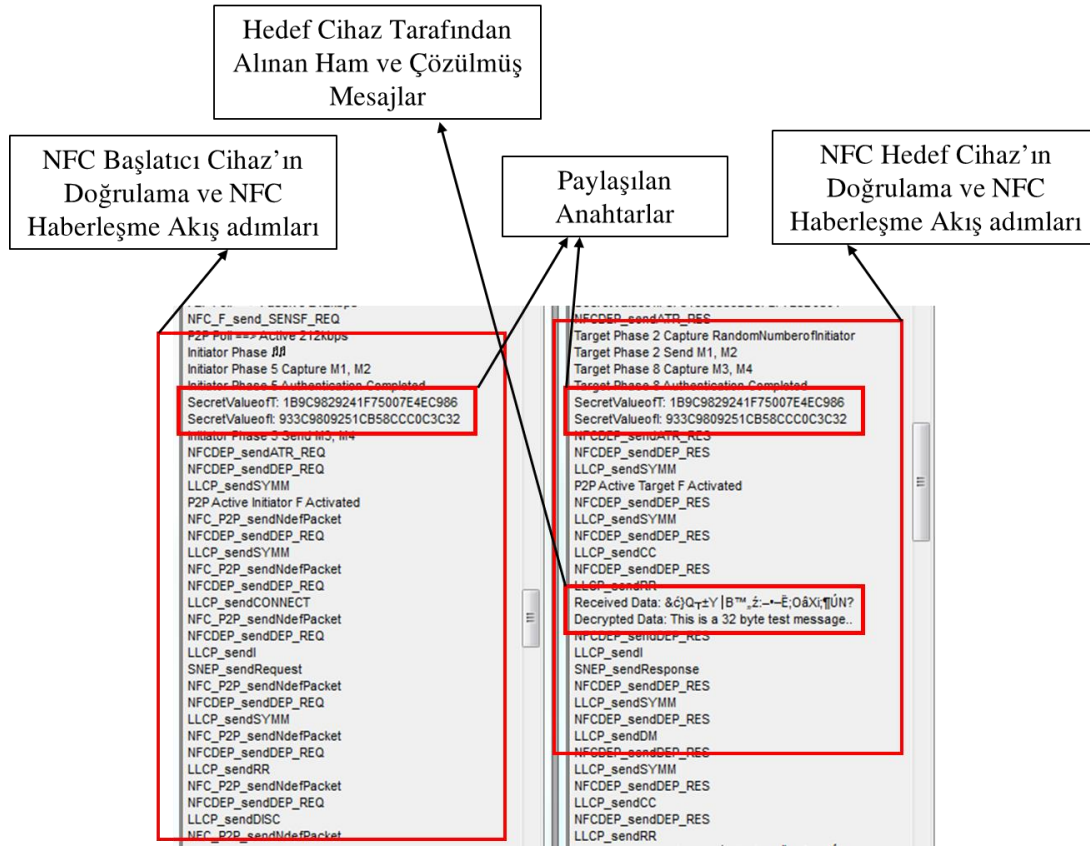 Hedef Cihaz Tarafından
Alınan Ham ve Çözülmüş
Mesajlar
NFC Başlatıcı Cihaz'ın
Doğrulama ve NFC
Haberleşme Akış adımları
Paylaşılan
Anahtarlar
NFC Hedef Cihaz'ın
Doğrulama ve NFC
Haberleşme Akış adımları
NFC_F_send_SENSF_REQ
P2P Poll ==> Active 212kbps
Initiator Phase
Initiator Phase 5 Capture M1, M2
Initiator Phase 5 Authentication Completed
SecretValueofT: 1B9C9829241F75007E4EC986
SecretValueofI: 933C9809251CB58CCC0C3C32
Initiator Phase 5 Send M3, M4
NFCDEP_sendATR_REQ
NFCDEP_sendDEP_REQ
LLCP_sendSYMM
P2P Active Initiator F Activated
NFC_P2P_sendNdefPacket
NFCDEP_sendDEP_REQ
LLCP_sendSYMM
NFC_P2P_sendNdefPacket
NFCDEP_sendDEP_REQ
LLCP_sendCONNECT
NFC_P2P_sendNdefPacket
NFCDEP_sendDEP_REQ
LLCP_sendI
SNEP_sendRequest
NFC_P2P_sendNdefPacket
NFCDEP_sendDEP_REQ
LLCP_sendSYMM
NFC_P2P_sendNdefPacket
NFCDEP_sendDEP_REQ
LLCP_sendRR
NFC_P2P_sendNdefPacket
NFCDEP_sendDEP_REQ
LLCP_sendDISC
NFC_P2P_sendNdefPacket
NFCDEP_sendATR_RES
Target Phase 2 Capture RandomNumberofInitiator
Target Phase 2 Send M1, M2
Target Phase 8 Capture M3, M4
Target Phase 8 Authentication Completed
SecretValueofT: 1B9C9829241F75007E4EC986
SecretValueofI: 933C9809251CB58CCC0C3C32
NFCDEP_sendATR_RES
NFCDEP_sendDEP_RES
LLCP_sendSYMM
P2P Active Target F Activated
NFCDEP_sendDEP_RES
LLCP_sendSYMM
NFCDEP_sendDEP_RES
LLCP_sendCC
NFCDEP_sendDEP_RES
LLCP_sendRR
Received Data:
Decrypted Data: This is a 32 byte test message..
NFCDEP_sendDEP_RES
LLCP_sendI
SNEP_sendResponse
NFCDEP_sendDEP_RES
LLCP_sendSYMM
NFCDEP_sendDEP_RES
LLCP_sendDM
NFCDEP_sendDEP_RES
LLCP_sendSYMM
NFCDEP_sendDEP_RES
LLCP_sendCC
NFCDEP_sendDEP_RES
LLCP_sendRR